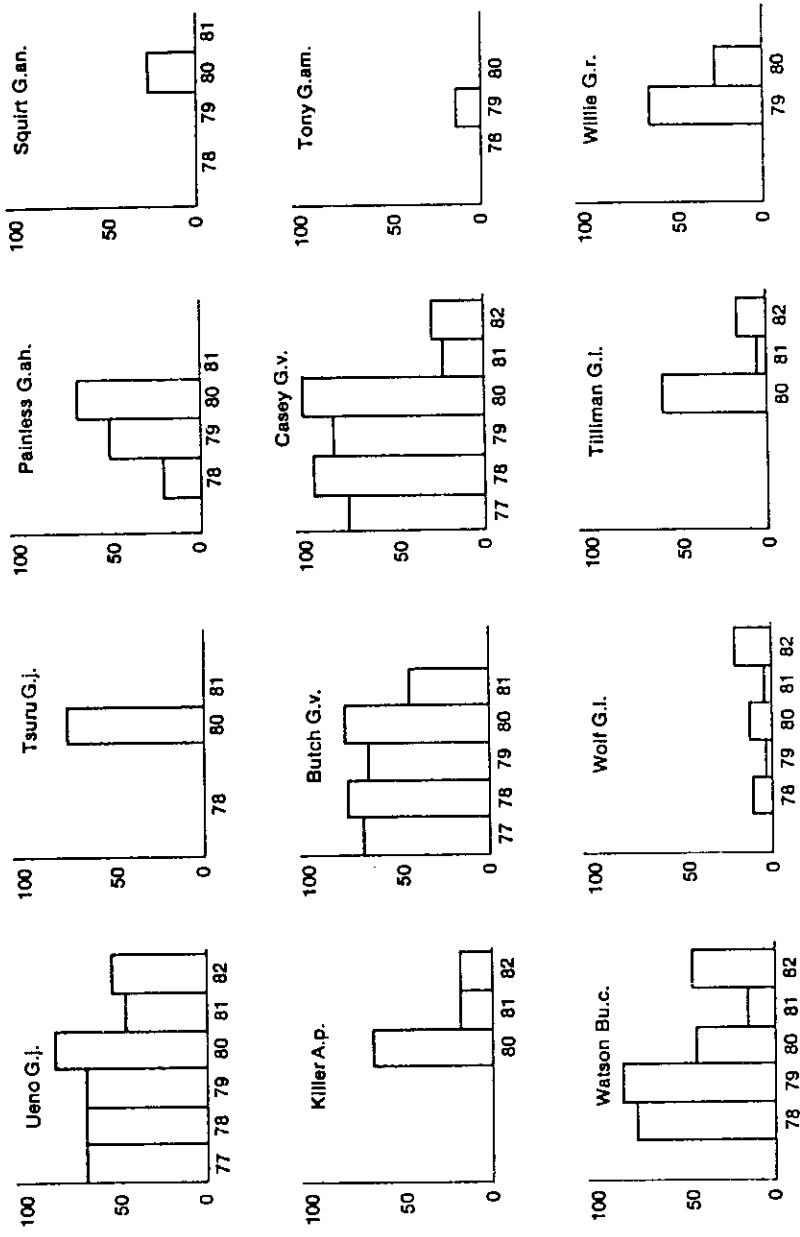 Ueno G.j.
100
50
0
77 78 79 80 81 82
Tsuru G.j.
100
50
0
78 80 81
Painless G.ah.
100
50
0
78 79 80 81
Squirt G.an.
100
50
0
78 79 80 81
Killer A.p.
100
50
0
80 81 82
Butch G.v.
100
50
0
77 78 79 80 81
Casey G.v.
100
50
0
77 78 79 80 81 82
Tony G.am.
100
50
0
78 79 80
Watson Bu.c.
100
50
0
78 79 80 81 82
Wolf G.l.
100
50
0
78 79 80 81 82
Tilliman G.l.
100
50
0
80 81 82
Willie G.r.
100
50
0
79 80